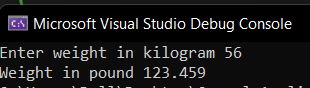 Microsoft Visual Studio Debug Console
Enter weight in kilogram 56
Weight in pound 123.459